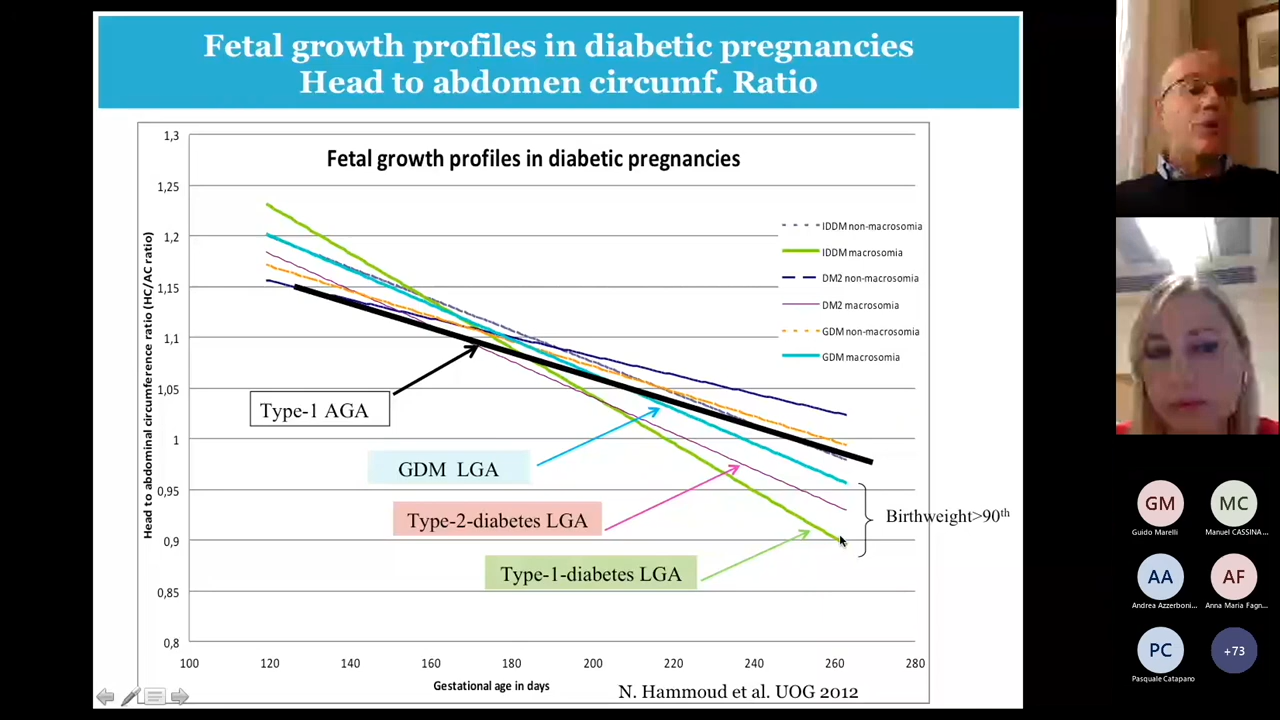 Fetal growth profiles in diabetic pregnancies
Head to abdomen circumf. Ratio
Fetal growth profiles in diabetic pregnancies
Head to abdominal circumference ratio (HC/AC ratio)
1,3
1,25
1,2
1,15
1,1
1,05
1
0,95
0,9
0,85
0,8
IDDM non-macrosomia
IDDM macrosomia
DM2 non-macrosomia
DM2 macrosomia
GDM non-macrosomia
GDM macrosomia
Type-1 AGA
GDM LGA
Type-2-diabetes LGA
Type-1-diabetes LGA
Birthweight>90th
100 120 140 160 180 200 220 240 260 280
Gestational age in days
N. Hammoud et al. UOG 2012
GM
Guido Marelli
MC
Manuel CASSINA...
AA
Andrea Azzerboni...
AF
Anna Maria Fagn...
PC
Pasquale Catapano
+73